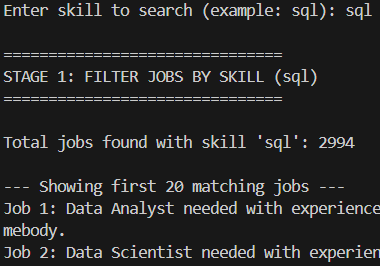 Enter skill to search (example: sql): sql
==============================
STAGE 1: FILTER JOBS BY SKILL (sql)
==============================
Total jobs found with skill 'sql': 2994
--- Showing first 20 matching jobs ---
Job 1: Data Analyst needed with experience
mebody.
Job 2: Data Scientist needed with experien